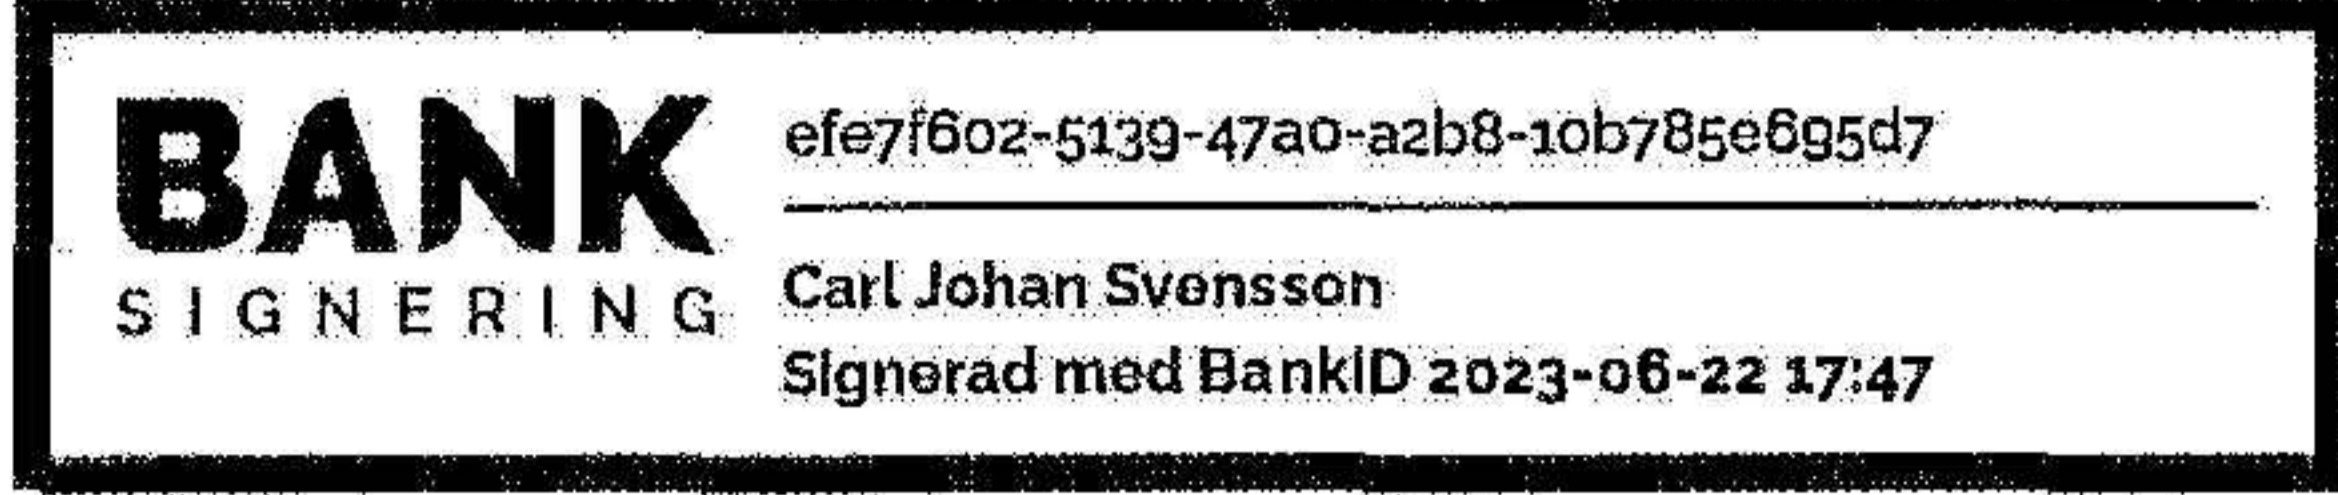 BANK
SIGNERING
efe7f602-5139-47a0-a2b8-10b785e695d7
Carl Johan Svensson
Signerad med BankID 2023-06-22 17:47